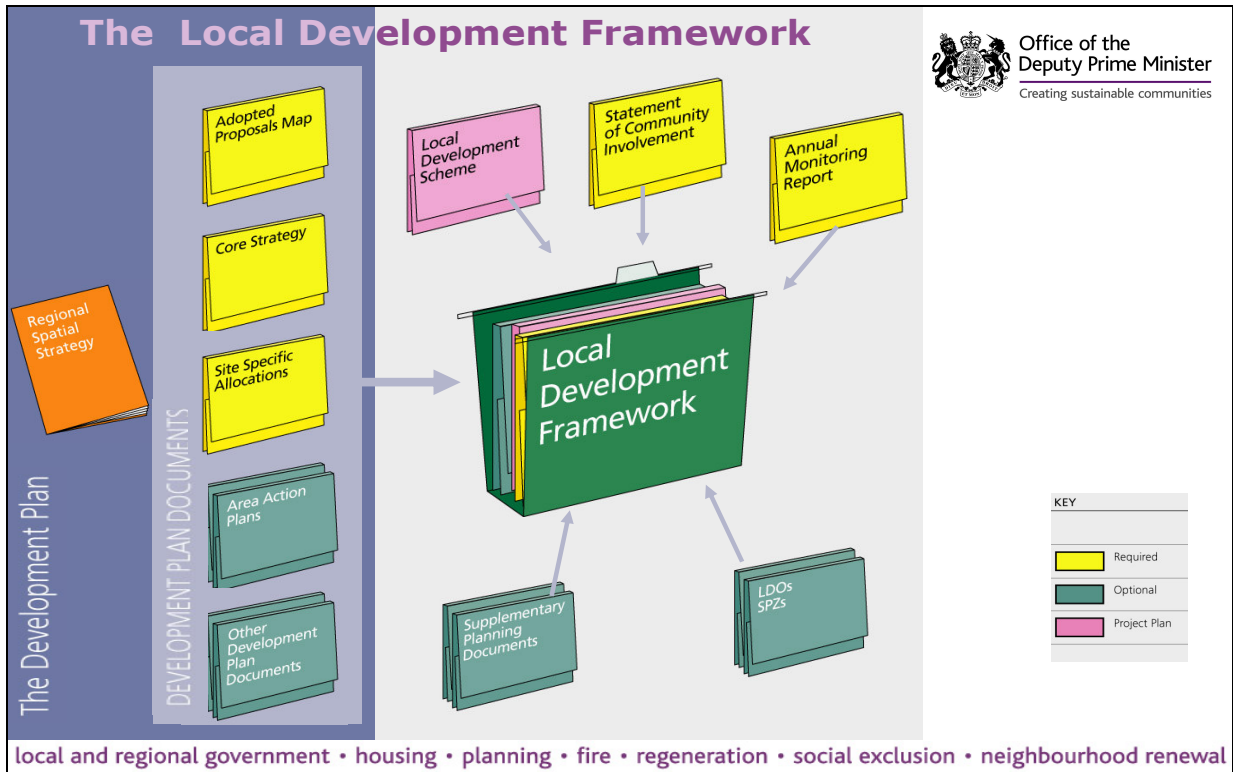 The Local Development Framework
Office of the
Deputy Prime Minister
Creating sustainable communities
The Development Plan
Regional
Spatial
Strategy
DEVELOPMENT PLAN DOCUMENTS
Adopted
Proposals Map
Core Strategy
Site Specific
Allocations
Area Action
Plans
Other
Development
Plan
Documents
Local
Development
Scheme
Statement
of Community
Involvement
Annual
Monitoring
Report
Local
Development
Framework
Supplementary
Planning
Documents
LDOs
SPZs
KEY
Required
Optional
Project Plan
local and regional government • housing • planning • fire • regeneration • social exclusion • neighbourhood renewal